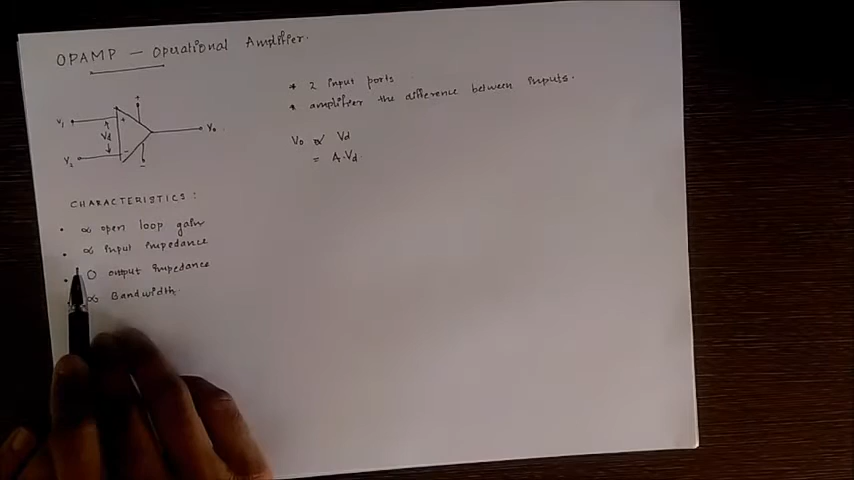 OPAMP — Operational Amplifier.
* 2 input ports
* amplifier the difference between inputs.
V₁
+
+
Vd
V₀
V₂
-
-
V₀ ∝ Vd
= A.Vd
CHARACTERISTICS :
• ∞ open loop gain
• ∞ input impedance
• 0 output impedance
• ∞ Bandwidth